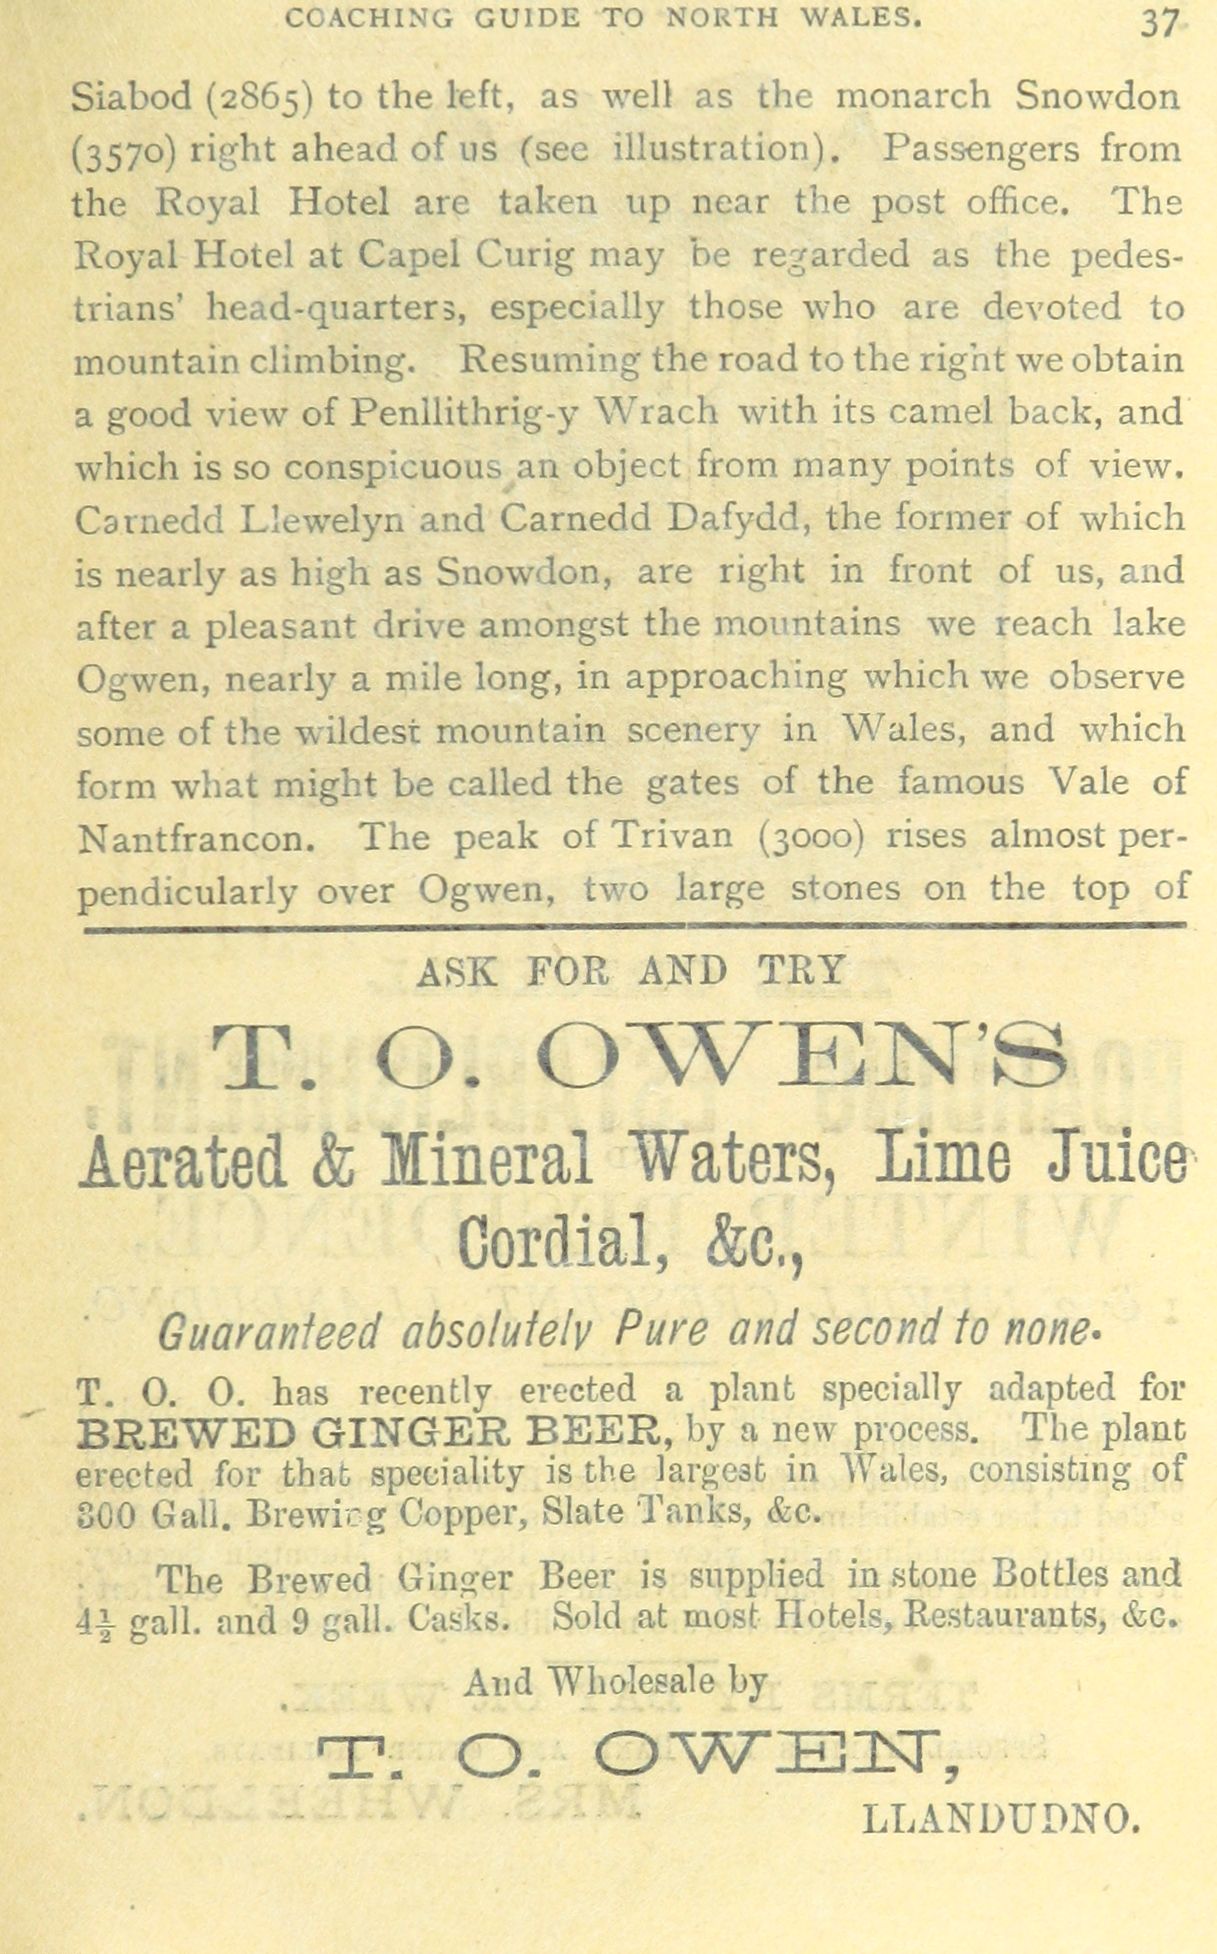 COACHING GUIDE TO NORTH WALES. 37
Siabod (2865) to the left, as well as the monarch Snowdon
(3570) right ahead of us (see illustration). Passengers from
the Royal Hotel are taken up near the post office. The
Royal Hotel at Capel Curig may be regarded as the pedes-
trians' head-quarters, especially those who are devoted to
mountain climbing. Resuming the road to the right we obtain
a good view of Penllithrig-y Wrach with its camel back, and
which is so conspicuous an object from many points of view.
Carnedd Llewelyn and Carnedd Dafydd, the former of which
is nearly as high as Snowdon, are right in front of us, and
after a pleasant drive amongst the mountains we reach lake
Ogwen, nearly a mile long, in approaching which we observe
some of the wildest mountain scenery in Wales, and which
form what might be called the gates of the famous Vale of
Nantfrancon. The peak of Trivan (3000) rises almost per-
pendicularly over Ogwen, two large stones on the top of
ASK FOR AND TRY
T. O. OWEN'S
Aerated & Mineral Waters, Lime Juice
Cordial, &c.,
Guaranteed absolutely Pure and second to none.
T. O. O. has recently erected a plant specially adapted for
BREWED GINGER BEER, by a new process. The plant
erected for that speciality is the largest in Wales, consisting of
300 Gall. Brewing Copper, Slate Tanks, &c.
The Brewed Ginger Beer is supplied in stone Bottles and
4½ gall. and 9 gall. Casks. Sold at most Hotels, Restaurants, &c.
And Wholesale by
T. O. OWEN,
LLANDUDNO.